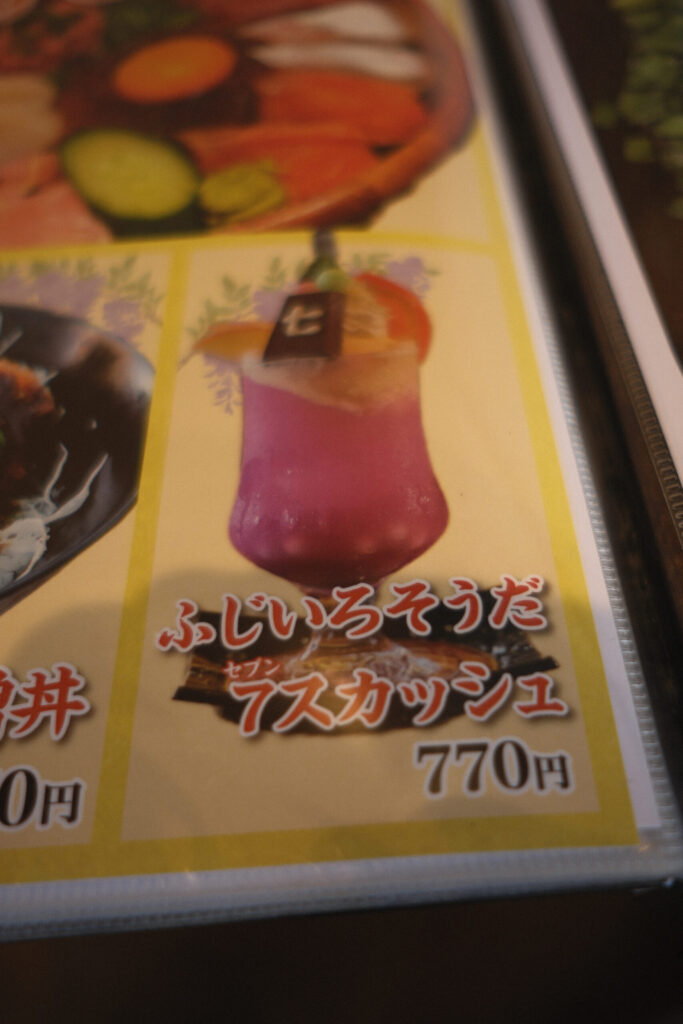 七
ふじいろそうだ
セブン
7スカッシュ
770円
丼
0円